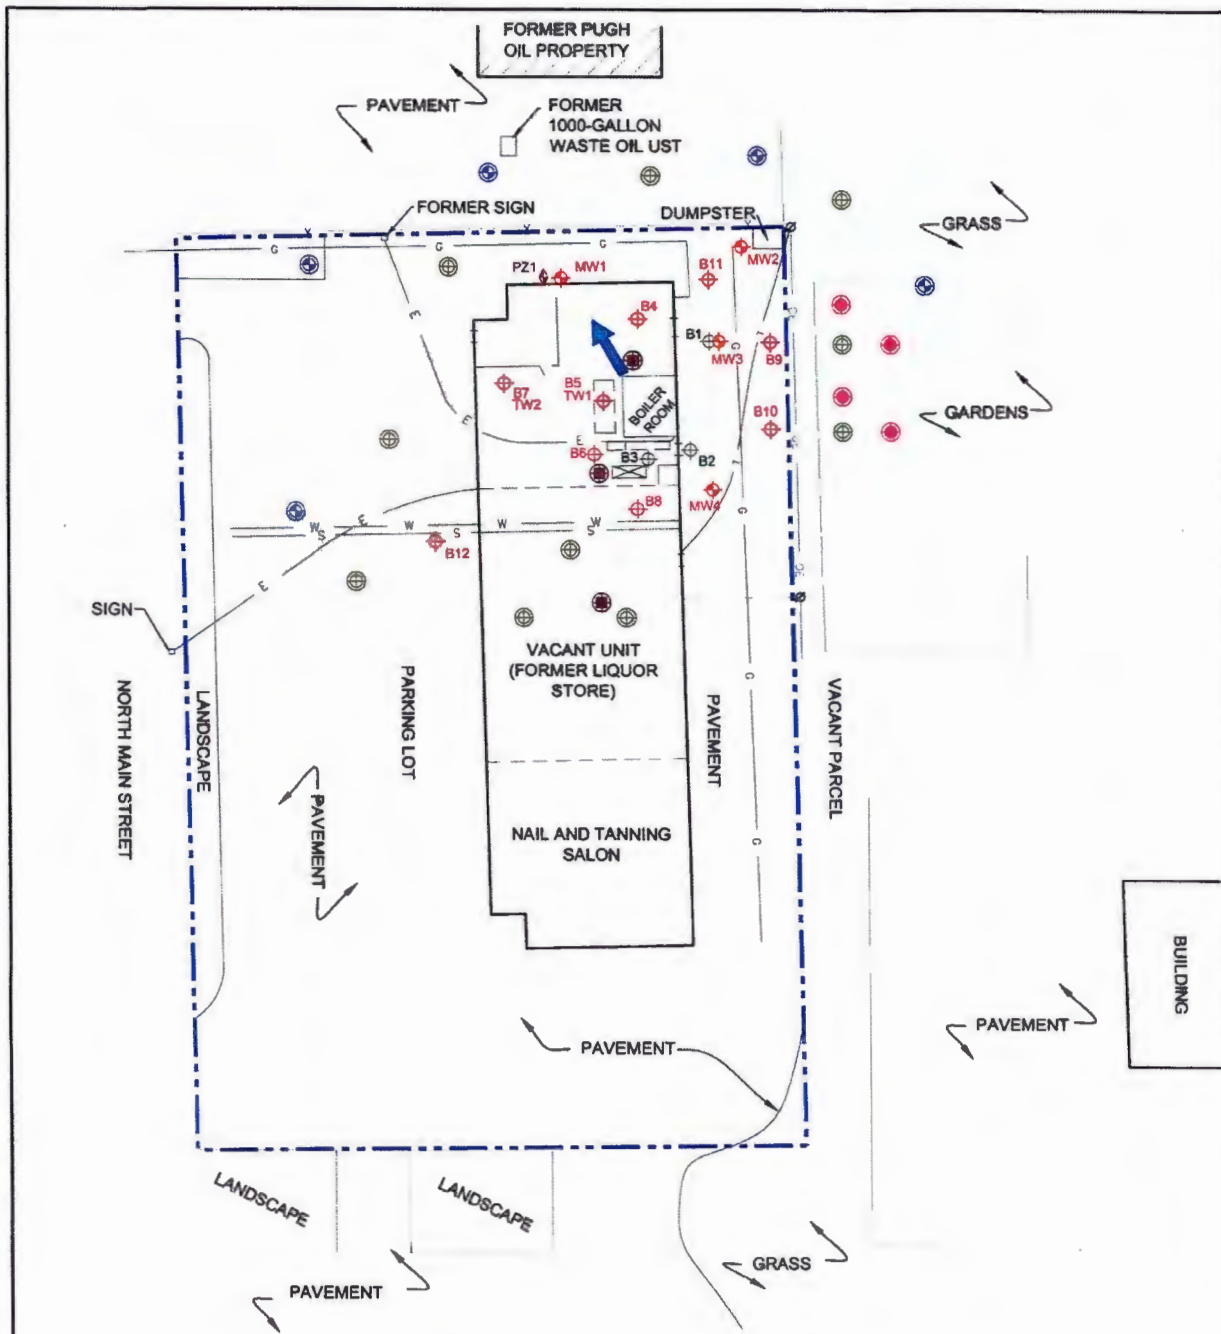 FORMER PUGH
OIL PROPERTY
PAVEMENT
FORMER
1000-GALLON
WASTE OIL UST
FORMER SIGN
DUMPSTER
GRASS
G
G
G
PZ1
MW1
B11
MW2
B4
B1
MW3
B9
G
E
B7
TW2
B5
TW1
BOILER
ROOM
B10
GARDENS
E
E
B6
B3
B2
B8
MW4
G
W
S
E
W
S
W
W
S
B12
E
SIGN
VACANT UNIT
(FORMER LIQUOR
STORE)
NORTH MAIN STREET
LANDSCAPE
PARKING LOT
PAVEMENT
G
VACANT PARCEL
PAVEMENT
NAIL AND TANNING
SALON
G
BUILDING
PAVEMENT
PAVEMENT
LANDSCAPE
LANDSCAPE
GRASS
PAVEMENT